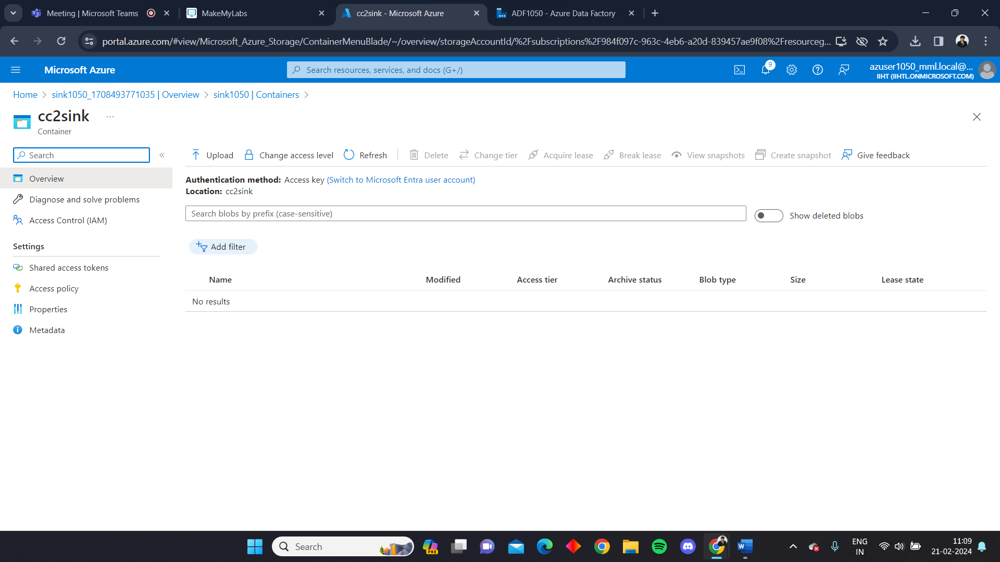 Meeting | Microsoft Teams
MakeMyLabs
cc2sink - Microsoft Azure
ADF1050 - Azure Data Factory
portal.azure.com/#view/Microsoft_Azure_Storage/ContainerMenuBlade/~/overview/storageAccountId/%2Fsubscriptions%2F984f097c-963c-4eb6-a20d-839457ae9f08%2Fresourceg...
Microsoft Azure
Search resources, services, and docs (G+/)
9
azuser1050_mml.local@...
IIHT (IIHTL.ONMICROSOFT.COM)
Home > sink1050_1708493771035 | Overview > sink1050 | Containers >
cc2sink ...
Container
Search
«
Upload
Change access level
Refresh
Delete
Change tier
Acquire lease
Break lease
View snapshots
Create snapshot
Give feedback
Overview
Diagnose and solve problems
Access Control (IAM)
Settings
Shared access tokens
Access policy
Properties
Metadata
Authentication method: Access key (Switch to Microsoft Entra user account)
Location: cc2sink
Search blobs by prefix (case-sensitive)
Show deleted blobs
Add filter
Name Modified Access tier Archive status Blob type Size Lease state
No results
Search
PRE
W
ENG
IN
11:09
21-02-2024